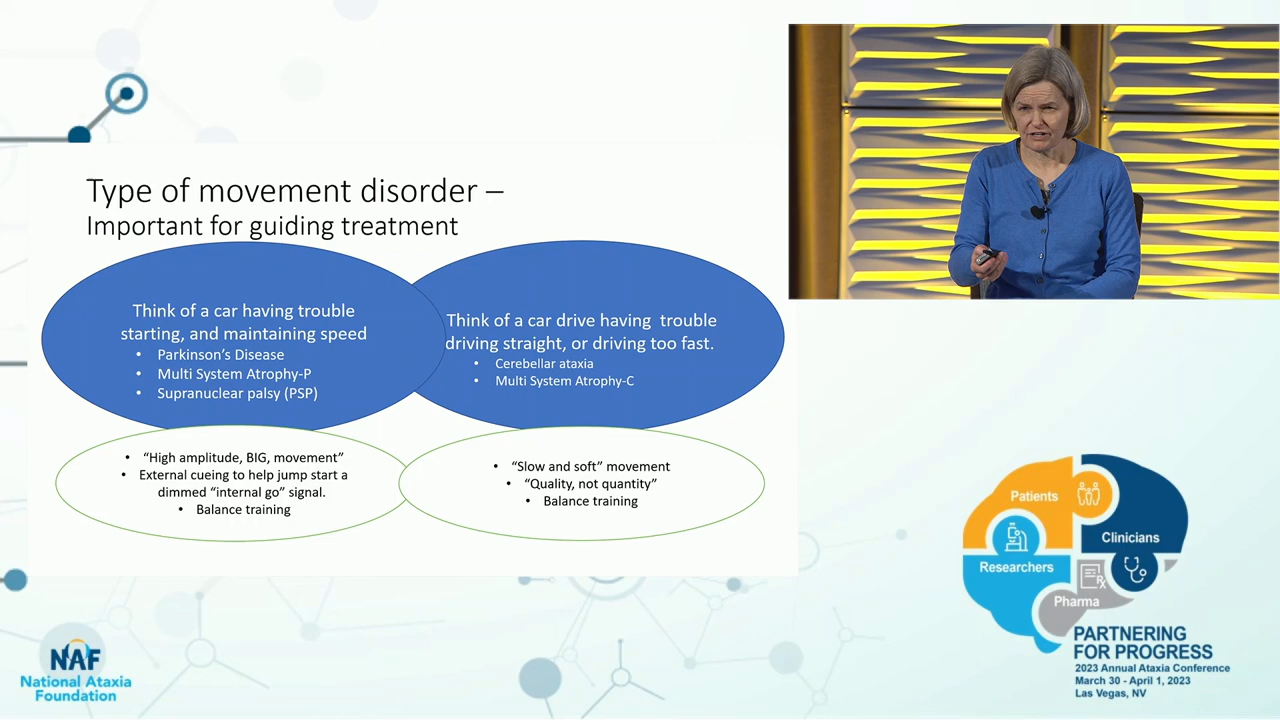 Type of movement disorder –
Important for guiding treatment
Think of a car having trouble
starting, and maintaining speed
• Parkinson's Disease
• Multi System Atrophy-P
• Supranuclear palsy (PSP)
Think of a car drive having trouble
driving straight, or driving too fast.
• Cerebellar ataxia
• Multi System Atrophy-C
• “High amplitude, BIG, movement”
• External cueing to help jump start a
dimmed “internal go” signal.
• Balance training
• “Slow and soft” movement
• “Quality, not quantity”
• Balance training
Patients
Clinicians
Researchers
Pharma
PARTNERING
FOR PROGRESS
2023 Annual Ataxia Conference
March 30 - April 1, 2023
Las Vegas, NV
NAF
National Ataxia
Foundation